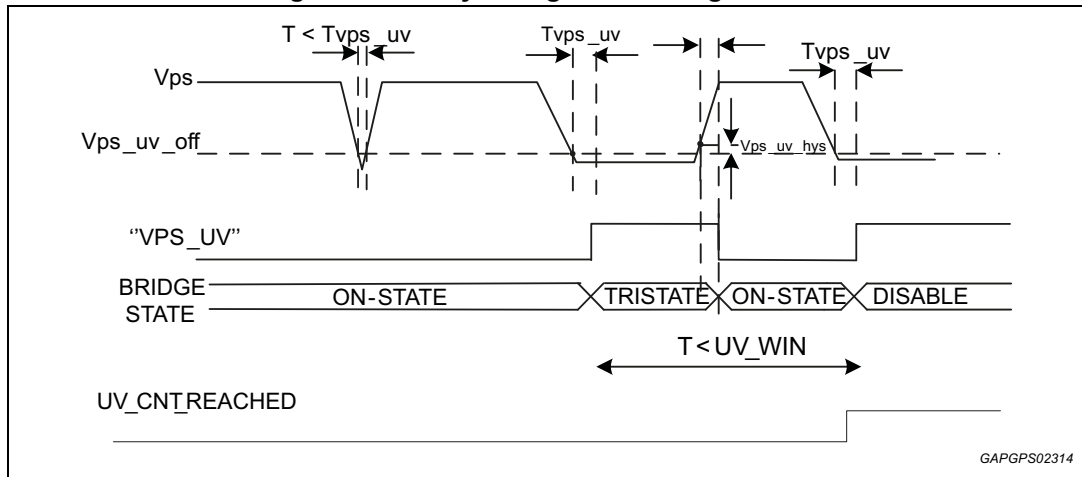 T < Tvps_uv
Tvps_uv
Tvps_uv
Vps
Vps_uv_off
Vps_uv_hys
‘’VPS_UV’’
BRIDGE STATE
ON-STATE
TRISTATE
ON-STATE
DISABLE
T < UV_WIN
UV_CNT_REACHED
GAPGPS02314